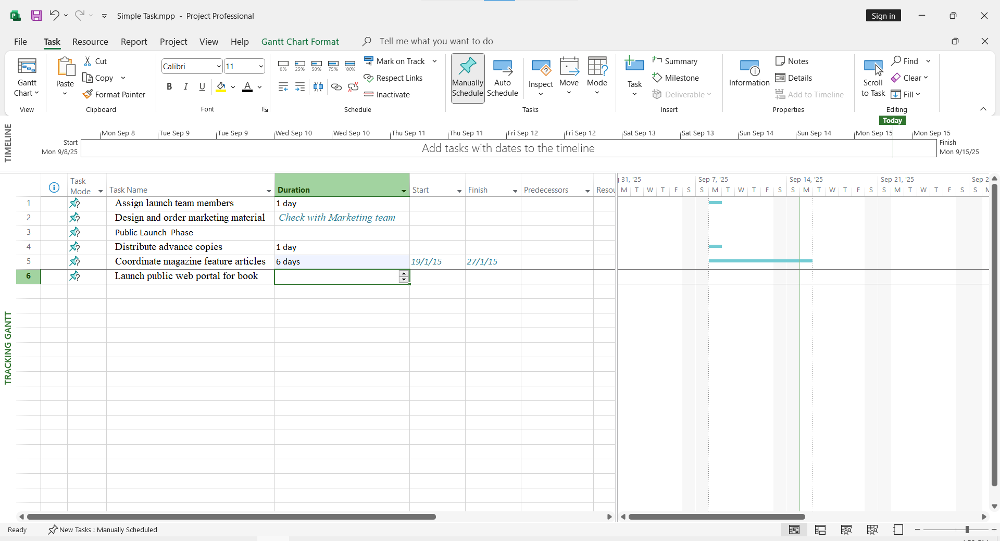 Simple Task.mpp - Project Professional
Sign in
File Task Resource Report Project View Help Gantt Chart Format Tell me what you want to do
Gantt Chart
View
Paste
Cut
Copy
Format Painter
Clipboard
Calibri 11
B I U A
Font
0% 25% 50% 75% 100%
Mark on Track
Respect Links
Inactivate
Schedule
Manually Schedule
Auto Schedule
Inspect
Move
Mode
Tasks
Task
Summary
Milestone
Deliverable
Insert
Information
Notes
Details
Add to Timeline
Properties
Scroll to Task
Find
Clear
Fill
Editing
TIMELINE
Today
Mon Sep 8 Tue Sep 9 Tue Sep 9 Wed Sep 10 Wed Sep 10 Thu Sep 11 Thu Sep 11 Fri Sep 12 Fri Sep 12 Sat Sep 13 Sat Sep 13 Sun Sep 14 Sun Sep 14 Mon Sep 15 Mon Sep 15
Start
Mon 9/8/25
Add tasks with dates to the timeline
Finish
Mon 9/15/25
TRACKING GANTT
Task Mode Task Name Duration Start Finish Predecessors Resou
31, '25 Sep 7, '25 Sep 14, '25 Sep 21, '25 Sep 2
M T W T F S S M T W T F S S M T W T F S S M T W T F S S M
1 Assign launch team members 1 day
2 Design and order marketing material Check with Marketing team
3 Public Launch Phase
4 Distribute advance copies 1 day
5 Coordinate magazine feature articles 6 days 19/1/15 27/1/15
6 Launch public web portal for book
Ready New Tasks : Manually Scheduled